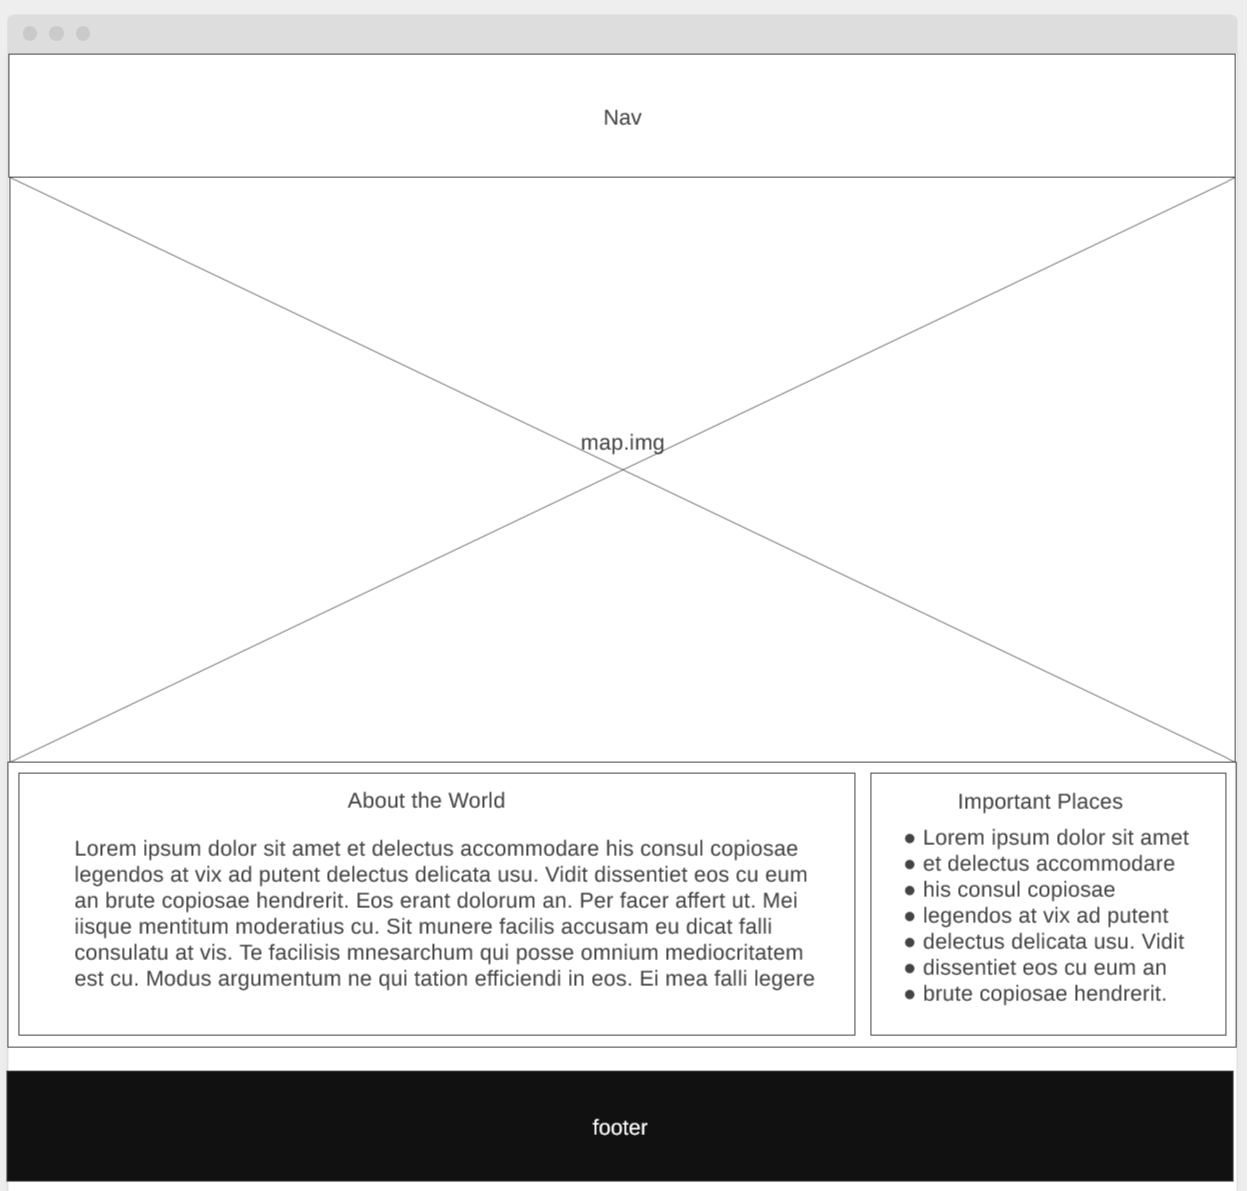 Nav
map.img
About the World
Lorem ipsum dolor sit amet et delectus accommodare his consul copiosae
legendos at vix ad putent delectus delicata usu. Vidit dissentiet eos cu eum
an brute copiosae hendrerit. Eos erant dolorum an. Per facer affert ut. Mei
iisque mentitum moderatius cu. Sit munere facilis accusam eu dicat falli
consulatu at vis. Te facilisis mnesarchum qui posse omnium mediocritatem
est cu. Modus argumentum ne qui tation efficiendi in eos. Ei mea falli legere
Important Places
● Lorem ipsum dolor sit amet
● et delectus accommodare
● his consul copiosae
● legendos at vix ad putent
● delectus delicata usu. Vidit
● dissentiet eos cu eum an
● brute copiosae hendrerit.
footer